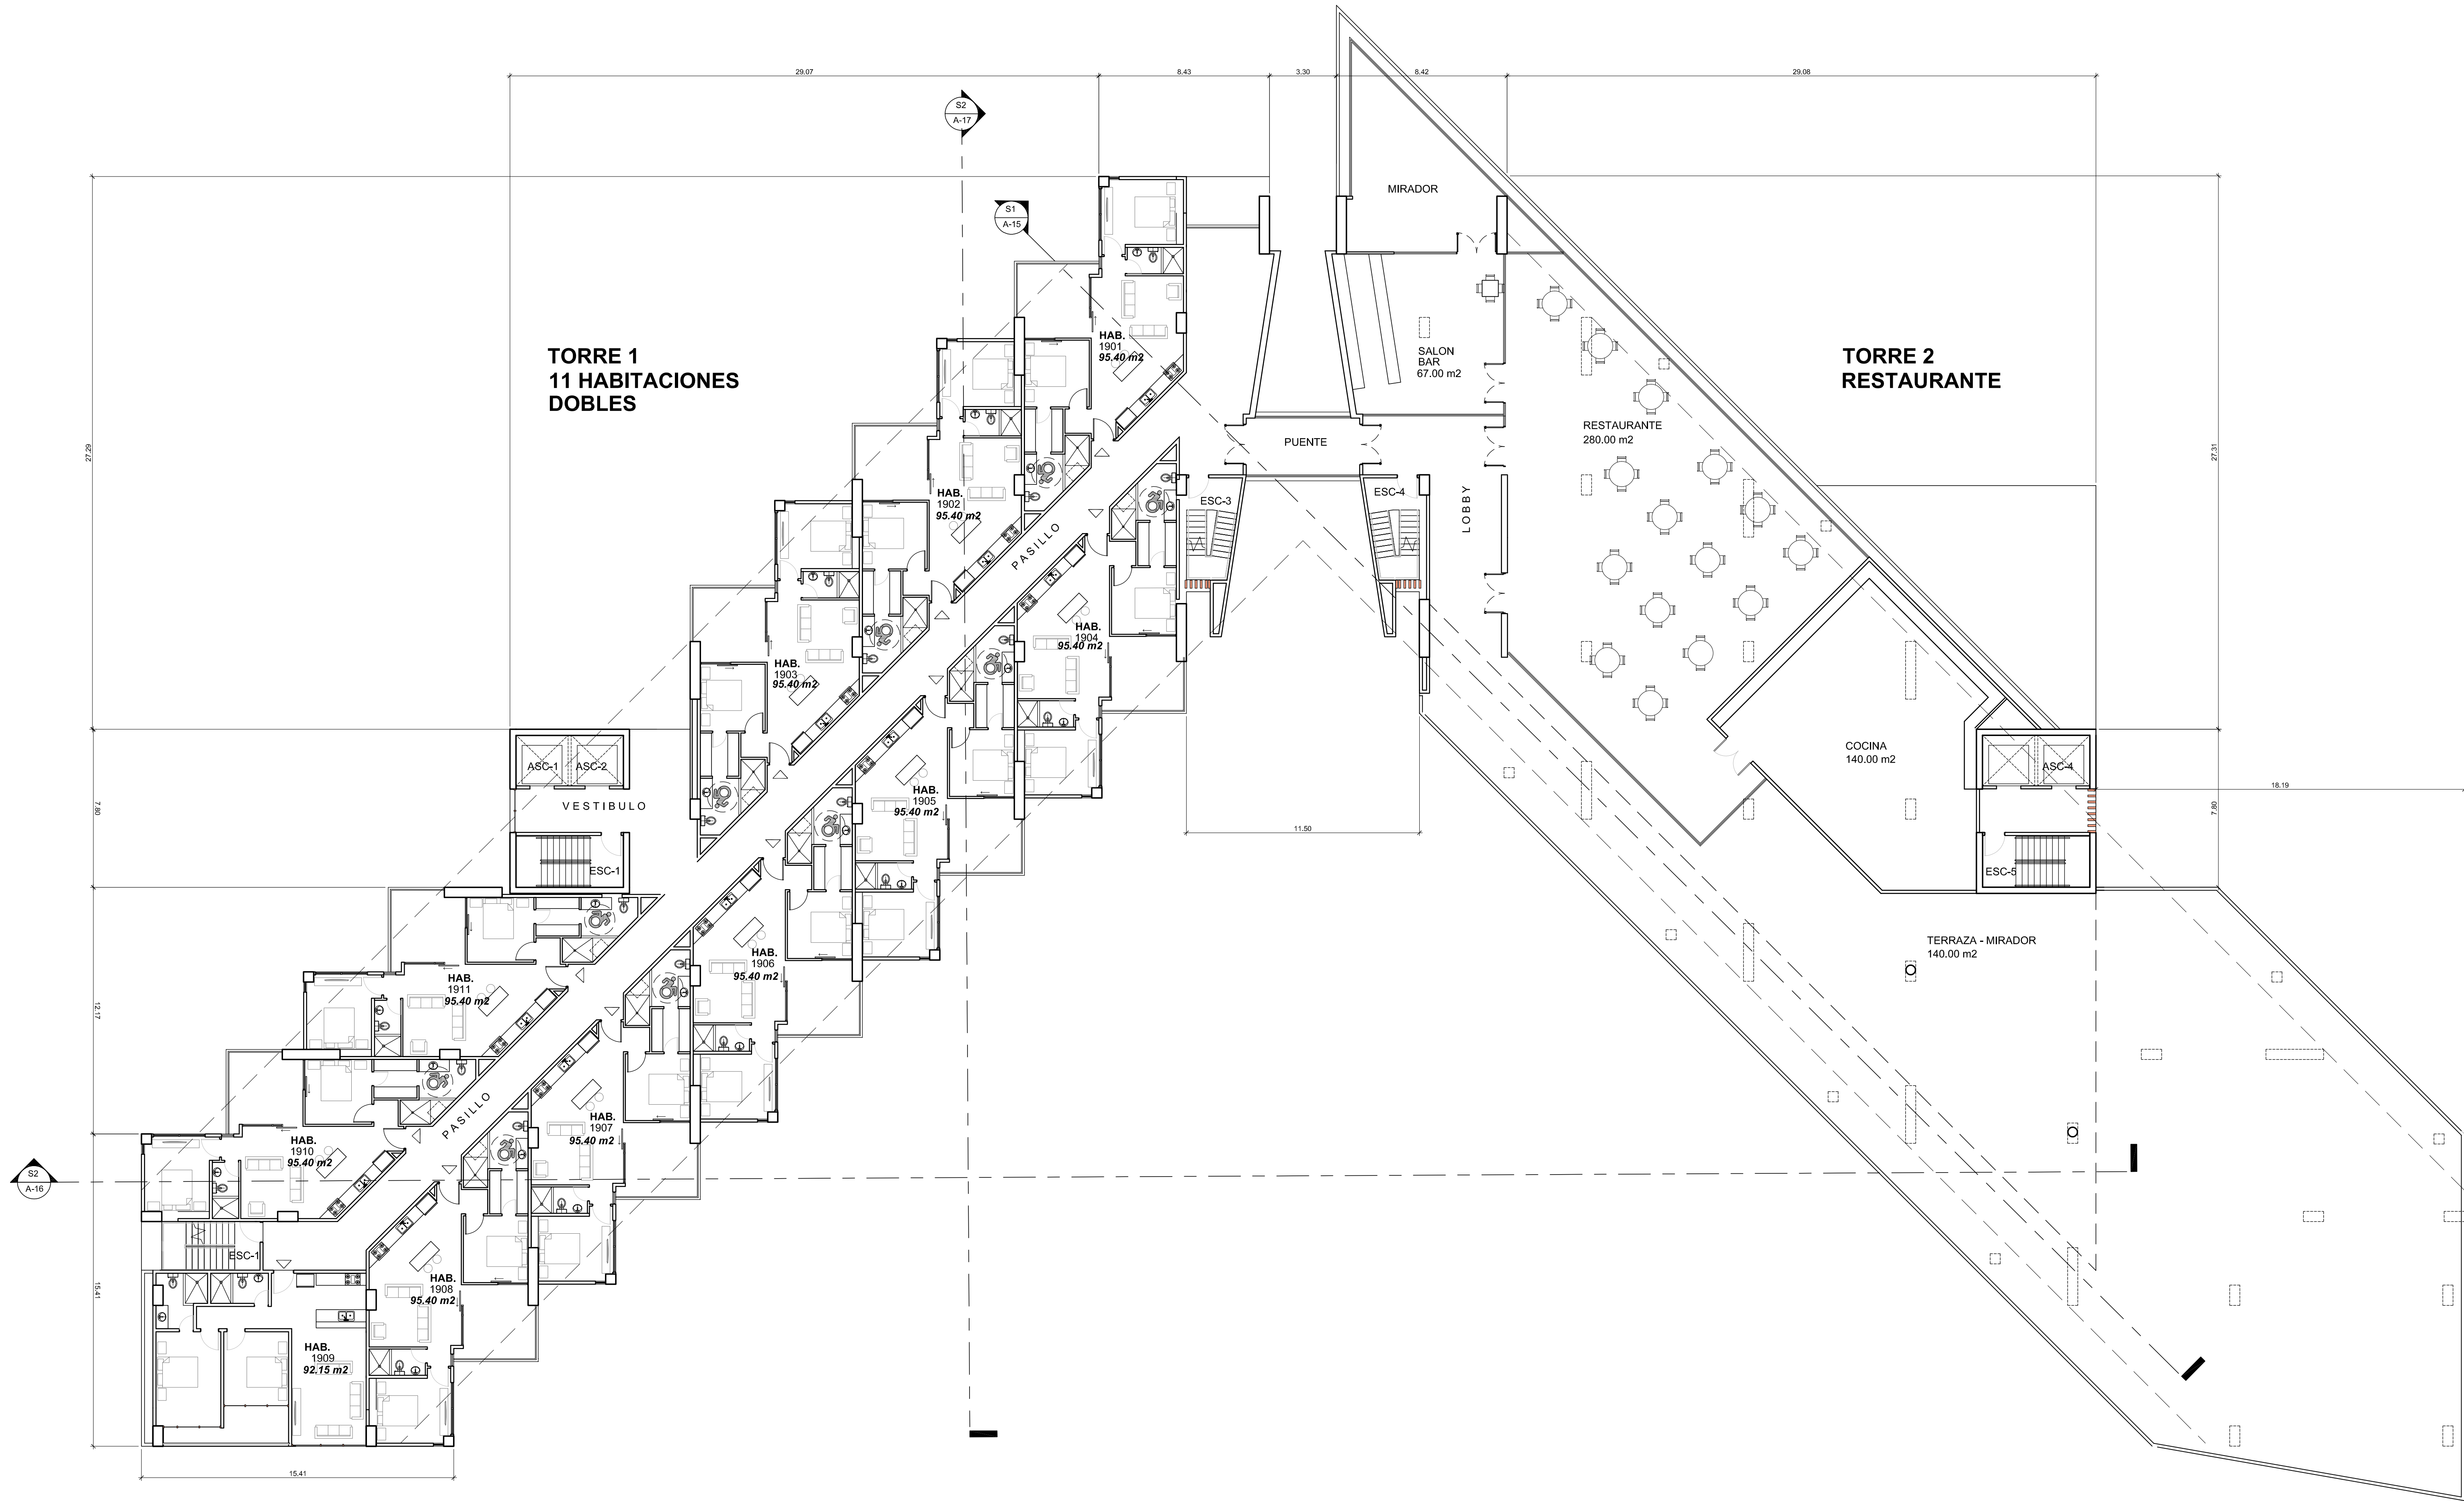 29.07
8.43
3.30
8.42
29.08
S2
A-17
S1
A-15
MIRADOR
TORRE 1
11 HABITACIONES
DOBLES
TORRE 2
RESTAURANTE
HAB.
1901
95.40 m2
SALON
BAR
67.00 m2
RESTAURANTE
280.00 m2
PUENTE
27.29
27.31
HAB.
1902
95.40 m2
PASILLO
ESC-3
ESC-4
LOBBY
HAB.
1903
95.40 m2
HAB.
1904
95.40 m2
ASC-1
ASC-2
VESTIBULO
ESC-1
7.80
HAB.
1905
95.40 m2
11.50
COCINA
140.00 m2
ASC-4
18.19
7.80
ESC-5
TERRAZA - MIRADOR
140.00 m2
HAB.
1906
95.40 m2
HAB.
1911
95.40 m2
12.17
PASILLO
HAB.
1907
95.40 m2
HAB.
1910
95.40 m2
S2
A-16
ESC-1
15.41
HAB.
1908
95.40 m2
HAB.
1909
92.15 m2
15.41